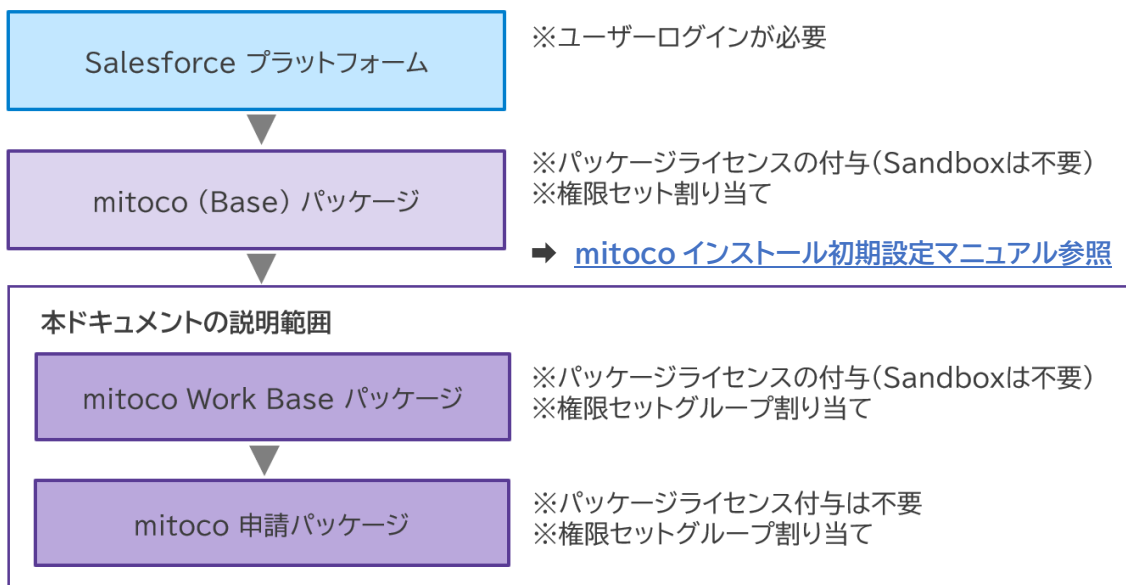 Salesforce プラットフォーム
※ユーザーログインが必要
mitoco (Base) パッケージ
※パッケージライセンスの付与(Sandboxは不要)
※権限セット割り当て
➡ mitoco インストール初期設定マニュアル参照
本ドキュメントの説明範囲
mitoco Work Base パッケージ
※パッケージライセンスの付与(Sandboxは不要)
※権限セットグループ割り当て
mitoco 申請パッケージ
※パッケージライセンス付与は不要
※権限セットグループ割り当て